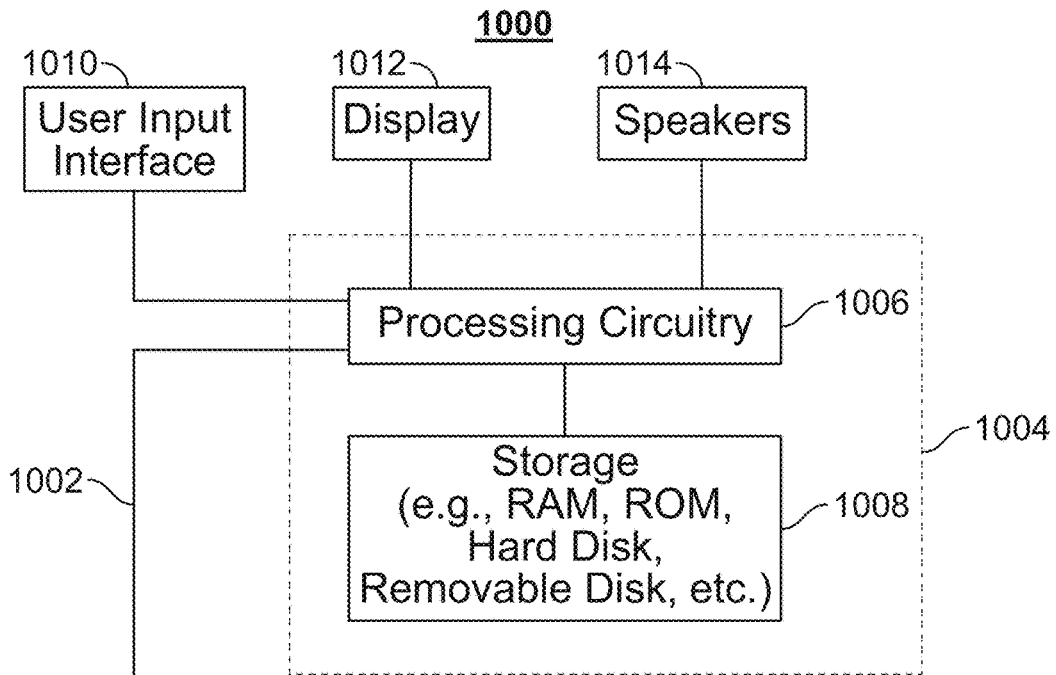 1000
1010
1012
1014
User Input
Interface
Display
Speakers
Processing Circuitry
1006
Storage
(e.g., RAM, ROM,
Hard Disk,
Removable Disk, etc.)
1004
1002
1008